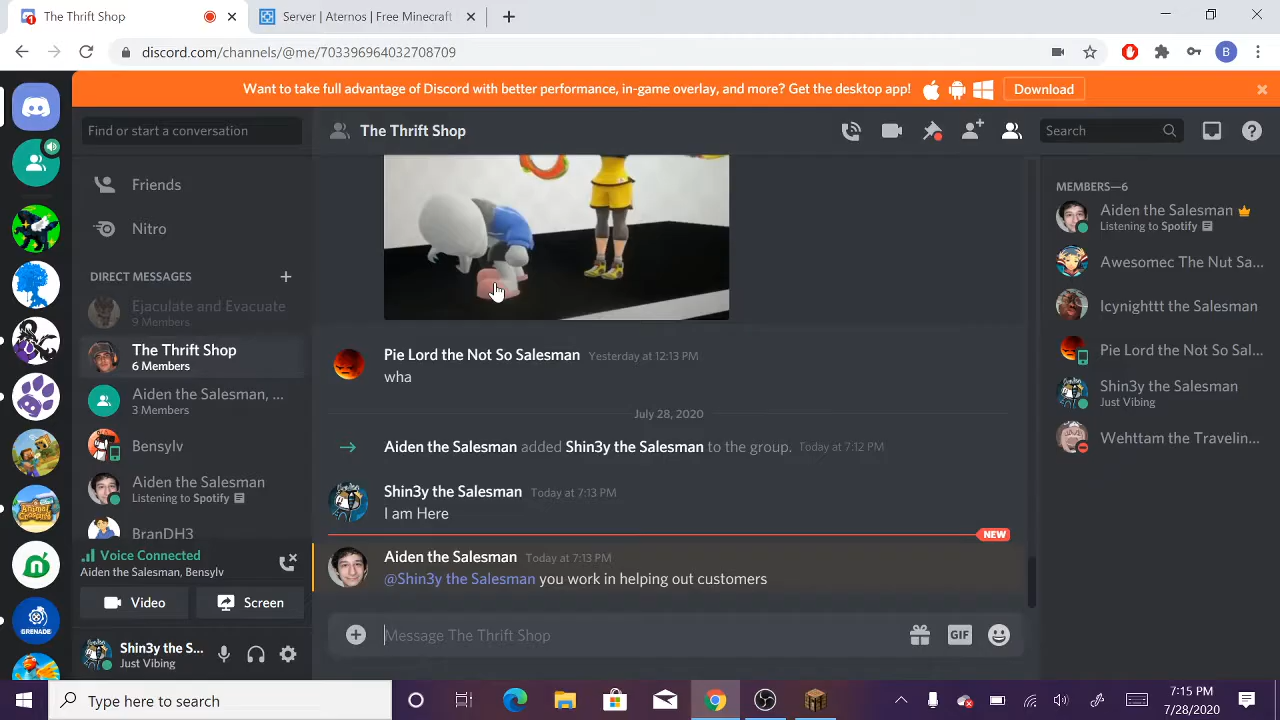 The Thrift Shop
Server | Aternos | Free Minecraft
discord.com/channels/@me/703396964032708709
B
Want to take full advantage of Discord with better performance, in-game overlay, and more? Get the desktop app!
Download
Find or start a conversation
The Thrift Shop
Search
Friends
Nitro
DIRECT MESSAGES
Ejaculate and Evacuate
9 Members
The Thrift Shop
6 Members
Aiden the Salesman, ...
3 Members
Bensylv
Aiden the Salesman
Listening to Spotify
BranDH3
Voice Connected
Aiden the Salesman, Bensylv
Video
Screen
Shin3y the S...
Just Vibing
GRENADE
Pie Lord the Not So Salesman Yesterday at 12:13 PM
wha
July 28, 2020
Aiden the Salesman added Shin3y the Salesman to the group. Today at 7:12 PM
Shin3y the Salesman Today at 7:13 PM
I am Here
NEW
Aiden the Salesman Today at 7:13 PM
@Shin3y the Salesman you work in helping out customers
Message The Thrift Shop
GIF
MEMBERS—6
Aiden the Salesman
Listening to Spotify
Awesomec The Nut Sa...
Icynighttt the Salesman
Pie Lord the Not So Sal...
Shin3y the Salesman
Just Vibing
Wehttam the Travelin...
Type here to search
7:15 PM
7/28/2020